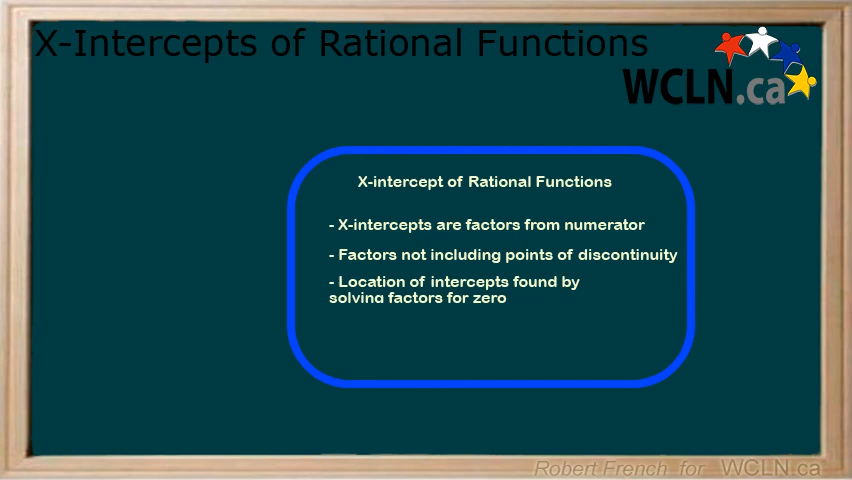 X-Intercepts of Rational Functions
WCLN.ca
X-intercept of Rational Functions
- X-intercepts are factors from numerator
- Factors not including points of discontinuity
- Location of intercepts found by
solving factors for zero
Robert French for WCLN.ca